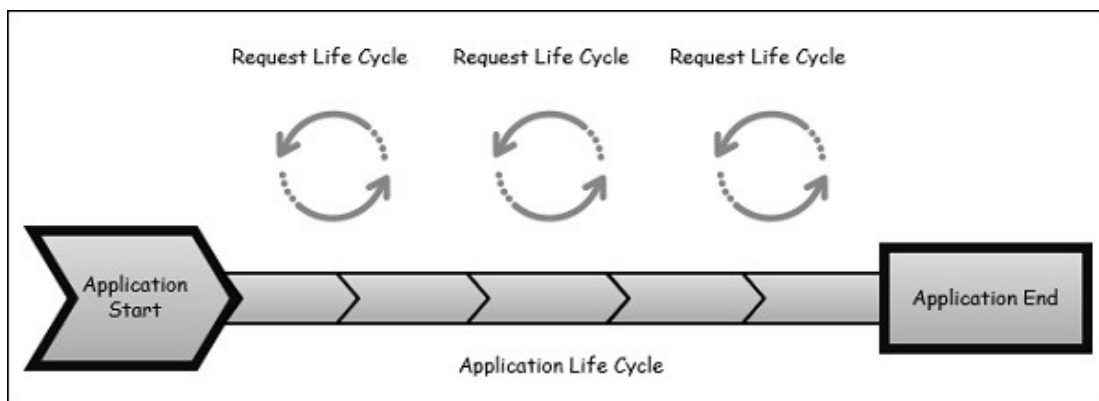 Request Life Cycle
Request Life Cycle
Request Life Cycle
Application
Start
Application End
Application Life Cycle